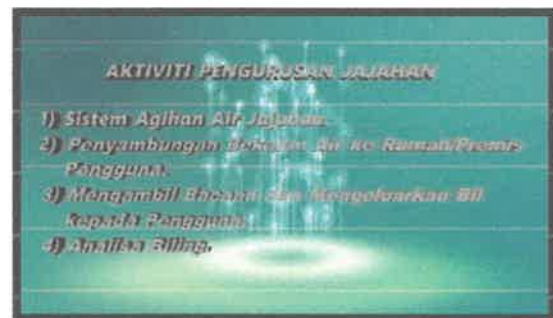 AKTIVITI PENGURUSAN JAJAHAN
1) Sistem Agihan Air Jajahan.
2) Penyambungan Bekalan Air ke Rumah/Premis
Pengguna.
3) Mengambil Bacaan dan Mengeluarkan Bil
kepada Pengguna.
4) Analisa Billing.